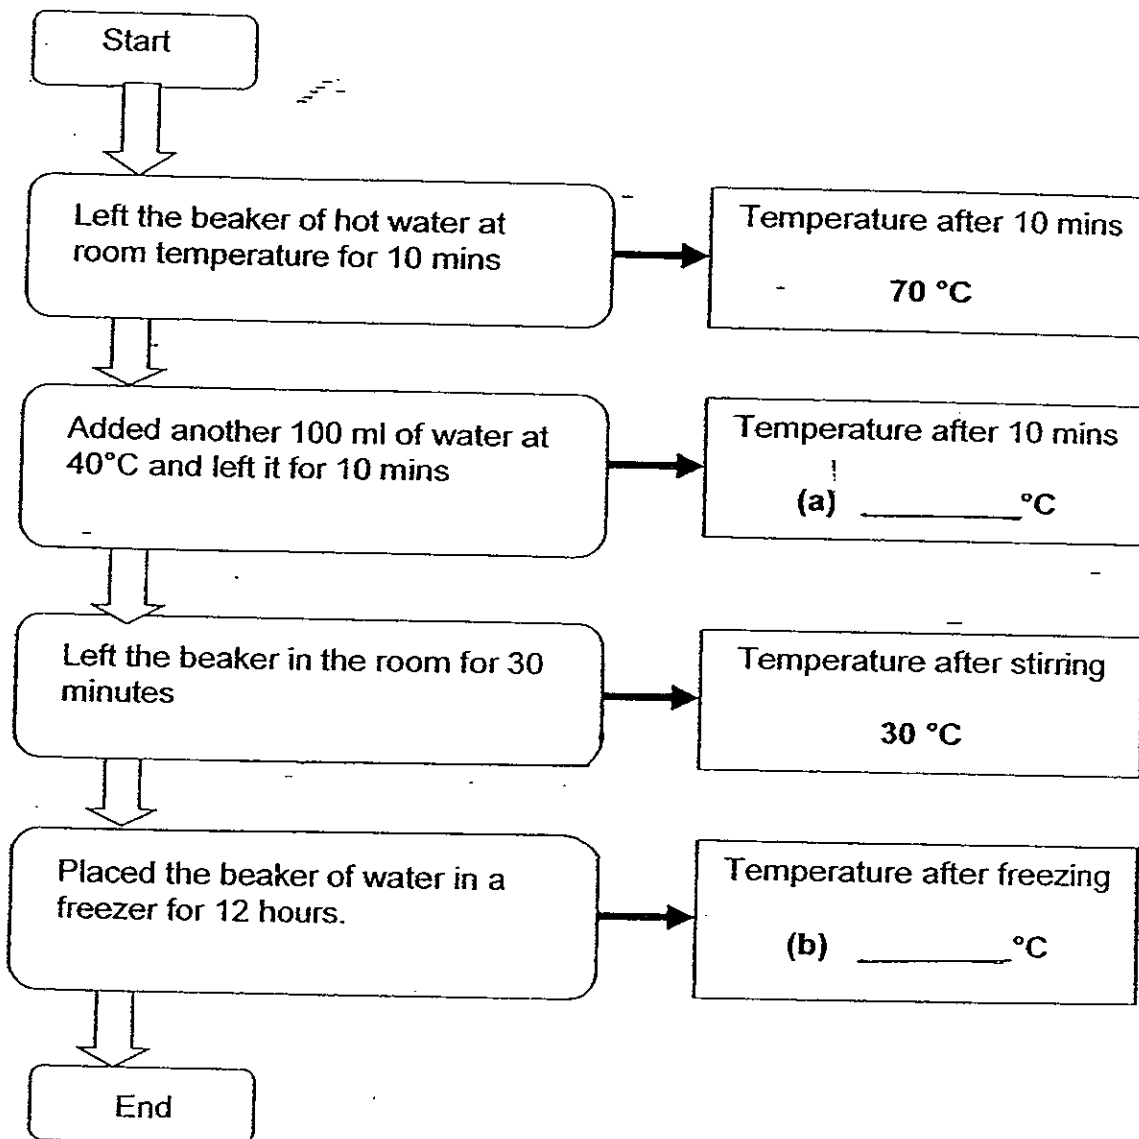 Start
Left the beaker of hot water at
room temperature for 10 mins
Temperature after 10 mins
70 °C
Added another 100 ml of water at
40°C and left it for 10 mins
Temperature after 10 mins
(a) ________ °C
Left the beaker in the room for 30
minutes
Temperature after stirring
30 °C
Placed the beaker of water in a
freezer for 12 hours.
Temperature after freezing
(b) ________ °C
End